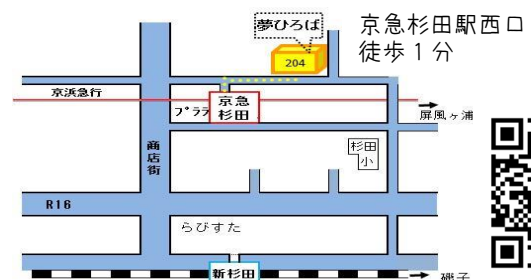 夢ひろば
京急杉田駅西口
徒歩1分
204
京浜急行
プララ
京急
杉田
屏風ヶ浦
商店街
杉田
小
R16
らびすた
新杉田
磯子